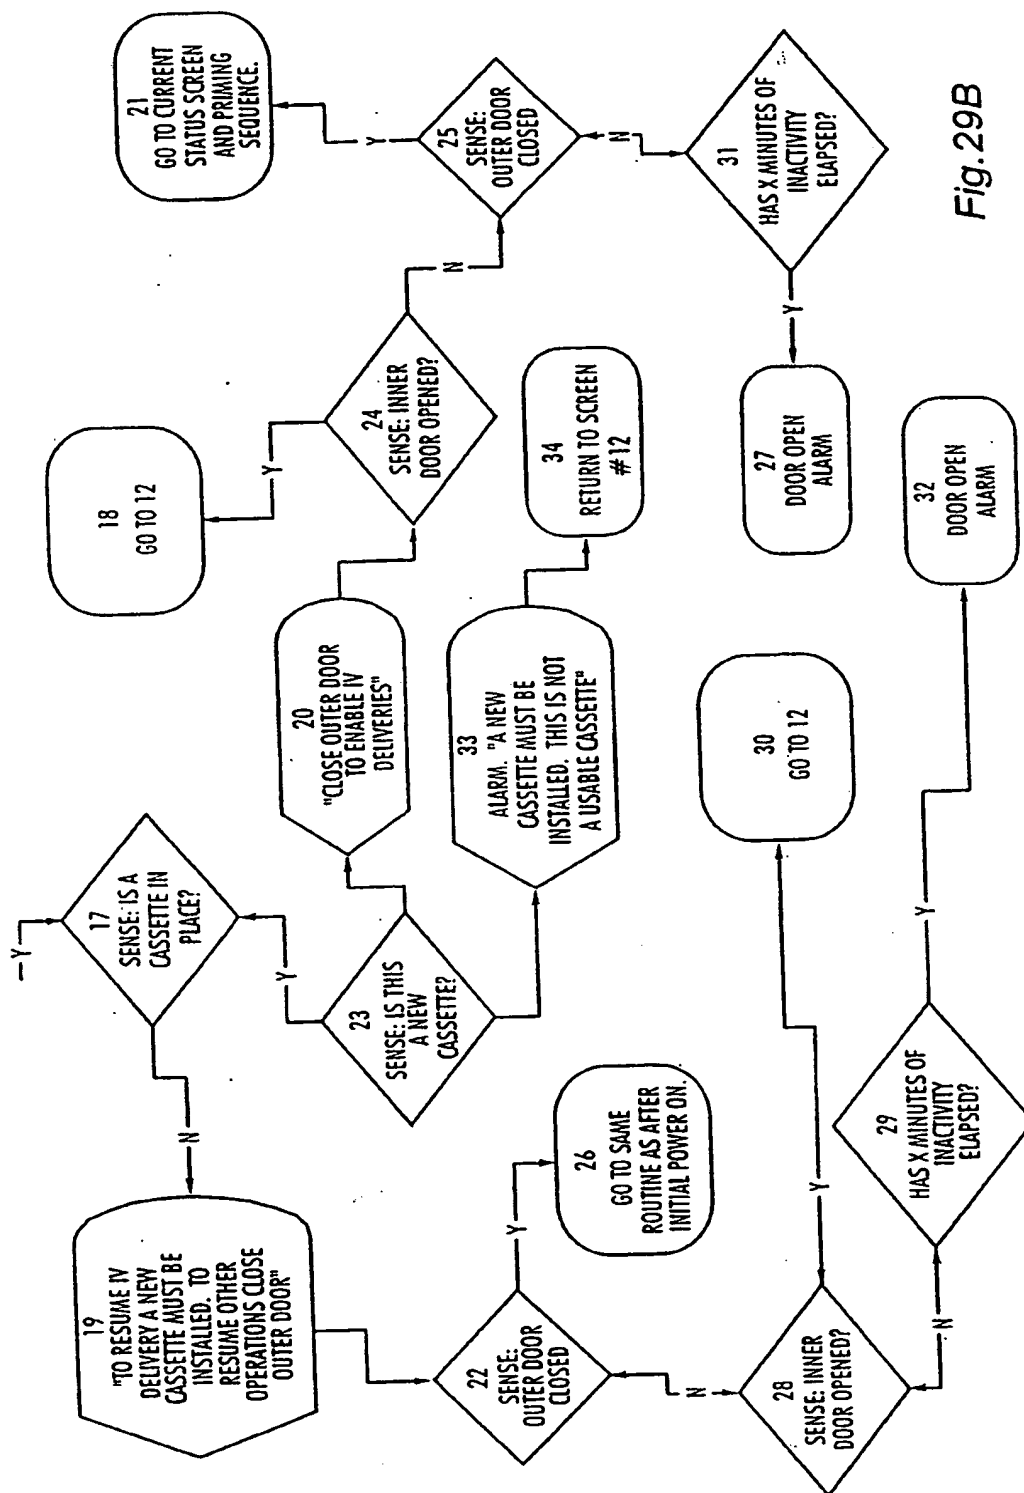 – Y
17
SENSE: IS A
CASSETTE IN
PLACE?
N
Y
19
"TO RESUME IV
DELIVERY A NEW
CASSETTE MUST BE
INSTALLED. TO
RESUME OTHER
OPERATIONS CLOSE
OUTER DOOR"
23
SENSE: IS THIS
A NEW
CASSETTE?
20
"CLOSE OUTER DOOR
TO ENABLE IV
DELIVERIES"
18
GO TO 12
Y
24
SENSE: INNER
DOOR OPENED?
N
21
GO TO CURRENT
STATUS SCREEN
AND PRIMING
SEQUENCE.
Y
25
SENSE:
OUTER DOOR
CLOSED
N
33
ALARM. "A NEW
CASSETTE MUST BE
INSTALLED. THIS IS NOT
A USABLE CASSETTE"
34
RETURN TO SCREEN
#12
22
SENSE:
OUTER DOOR
CLOSED
Y
26
GO TO SAME
ROUTINE AS AFTER
INITIAL POWER ON.
N
31
HAS X MINUTES OF
INACTIVITY
ELAPSED?
Y
27
DOOR OPEN
ALARM
28
SENSE: INNER
DOOR OPENED?
Y
30
GO TO 12
N
29
HAS X MINUTES OF
INACTIVITY
ELAPSED?
Y
32
DOOR OPEN
ALARM
Fig.29B